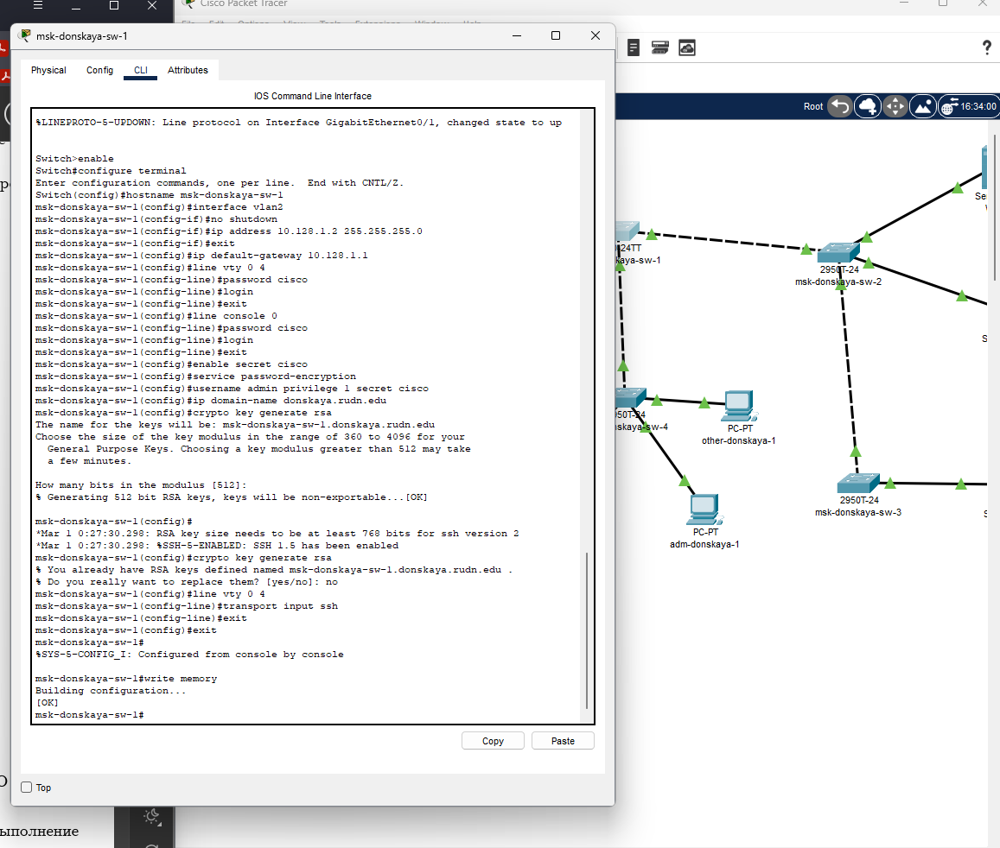 Cisco Packet Tracer
File Edit Options View Tools Extensions Window Help
msk-donskaya-sw-1
Physical Config CLI Attributes
IOS Command Line Interface
%LINEPROTO-5-UPDOWN: Line protocol on Interface GigabitEthernet0/1, changed state to up
Switch>enable
Switch#configure terminal
Enter configuration commands, one per line. End with CNTL/Z.
Switch(config)#hostname msk-donskaya-sw-1
msk-donskaya-sw-1(config)#interface vlan2
msk-donskaya-sw-1(config-if)#no shutdown
msk-donskaya-sw-1(config-if)#ip address 10.128.1.2 255.255.255.0
msk-donskaya-sw-1(config-if)#exit
msk-donskaya-sw-1(config)#ip default-gateway 10.128.1.1
msk-donskaya-sw-1(config)#line vty 0 4
msk-donskaya-sw-1(config-line)#password cisco
msk-donskaya-sw-1(config-line)#login
msk-donskaya-sw-1(config-line)#exit
msk-donskaya-sw-1(config)#line console 0
msk-donskaya-sw-1(config-line)#password cisco
msk-donskaya-sw-1(config-line)#login
msk-donskaya-sw-1(config-line)#exit
msk-donskaya-sw-1(config)#enable secret cisco
msk-donskaya-sw-1(config)#service password-encryption
msk-donskaya-sw-1(config)#username admin privilege 1 secret cisco
msk-donskaya-sw-1(config)#ip domain-name donskaya.rudn.edu
msk-donskaya-sw-1(config)#crypto key generate rsa
The name for the keys will be: msk-donskaya-sw-1.donskaya.rudn.edu
Choose the size of the key modulus in the range of 360 to 4096 for your
General Purpose Keys. Choosing a key modulus greater than 512 may take
a few minutes.
How many bits in the modulus [512]:
% Generating 512 bit RSA keys, keys will be non-exportable...[OK]
msk-donskaya-sw-1(config)#
*Mar 1 0:27:30.298: RSA key size needs to be at least 768 bits for ssh version 2
*Mar 1 0:27:30.298: %SSH-5-ENABLED: SSH 1.5 has been enabled
msk-donskaya-sw-1(config)#crypto key generate rsa
% You already have RSA keys defined named msk-donskaya-sw-1.donskaya.rudn.edu .
% Do you really want to replace them? [yes/no]: no
msk-donskaya-sw-1(config)#line vty 0 4
msk-donskaya-sw-1(config-line)#transport input ssh
msk-donskaya-sw-1(config-line)#exit
msk-donskaya-sw-1(config)#exit
msk-donskaya-sw-1#
%SYS-5-CONFIG_I: Configured from console by console
msk-donskaya-sw-1#write memory
Building configuration...
[OK]
msk-donskaya-sw-1#
Copy Paste
Top
ыполнение
Root
16:34:00
Se
24TT
kaya-sw-1
2950T-24
msk-donskaya-sw-2
50T-24
skaya-sw-4
PC-PT
other-donskaya-1
PC-PT
adm-donskaya-1
2950T-24
msk-donskaya-sw-3